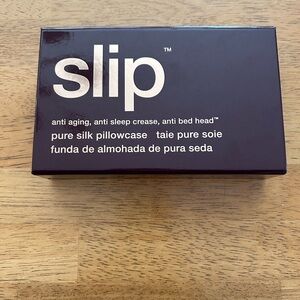 slip™
anti aging, anti sleep crease, anti bed head™
pure silk pillowcase taie pure soie
funda de almohada de pura seda